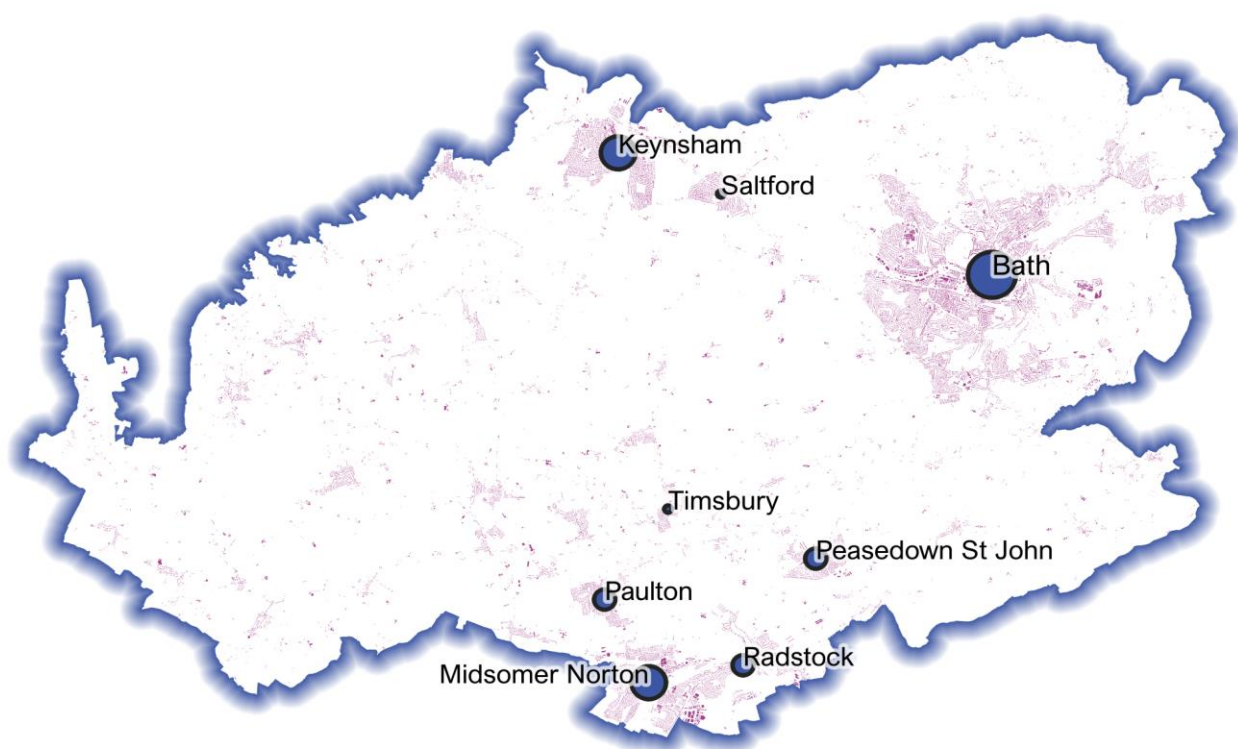 Keynsham
Saltford
Bath
Timsbury
Peasedown St John
Paulton
Radstock
Midsomer Norton